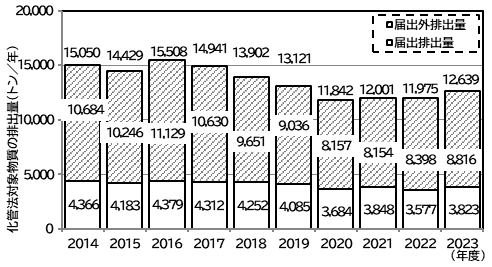 化管法対象物質の排出量(トン/年)
20,000
15,000
10,000
5,000
0
届出外排出量
届出排出量
15,050 14,429 15,508 14,941 13,902 13,121 11,842 12,001 11,975 12,639
10,684 10,246 11,129 10,630 9,651 9,036 8,157 8,154 8,398 8,816
4,366 4,183 4,379 4,312 4,252 4,085 3,684 3,848 3,577 3,823
2014 2015 2016 2017 2018 2019 2020 2021 2022 2023
(年度)